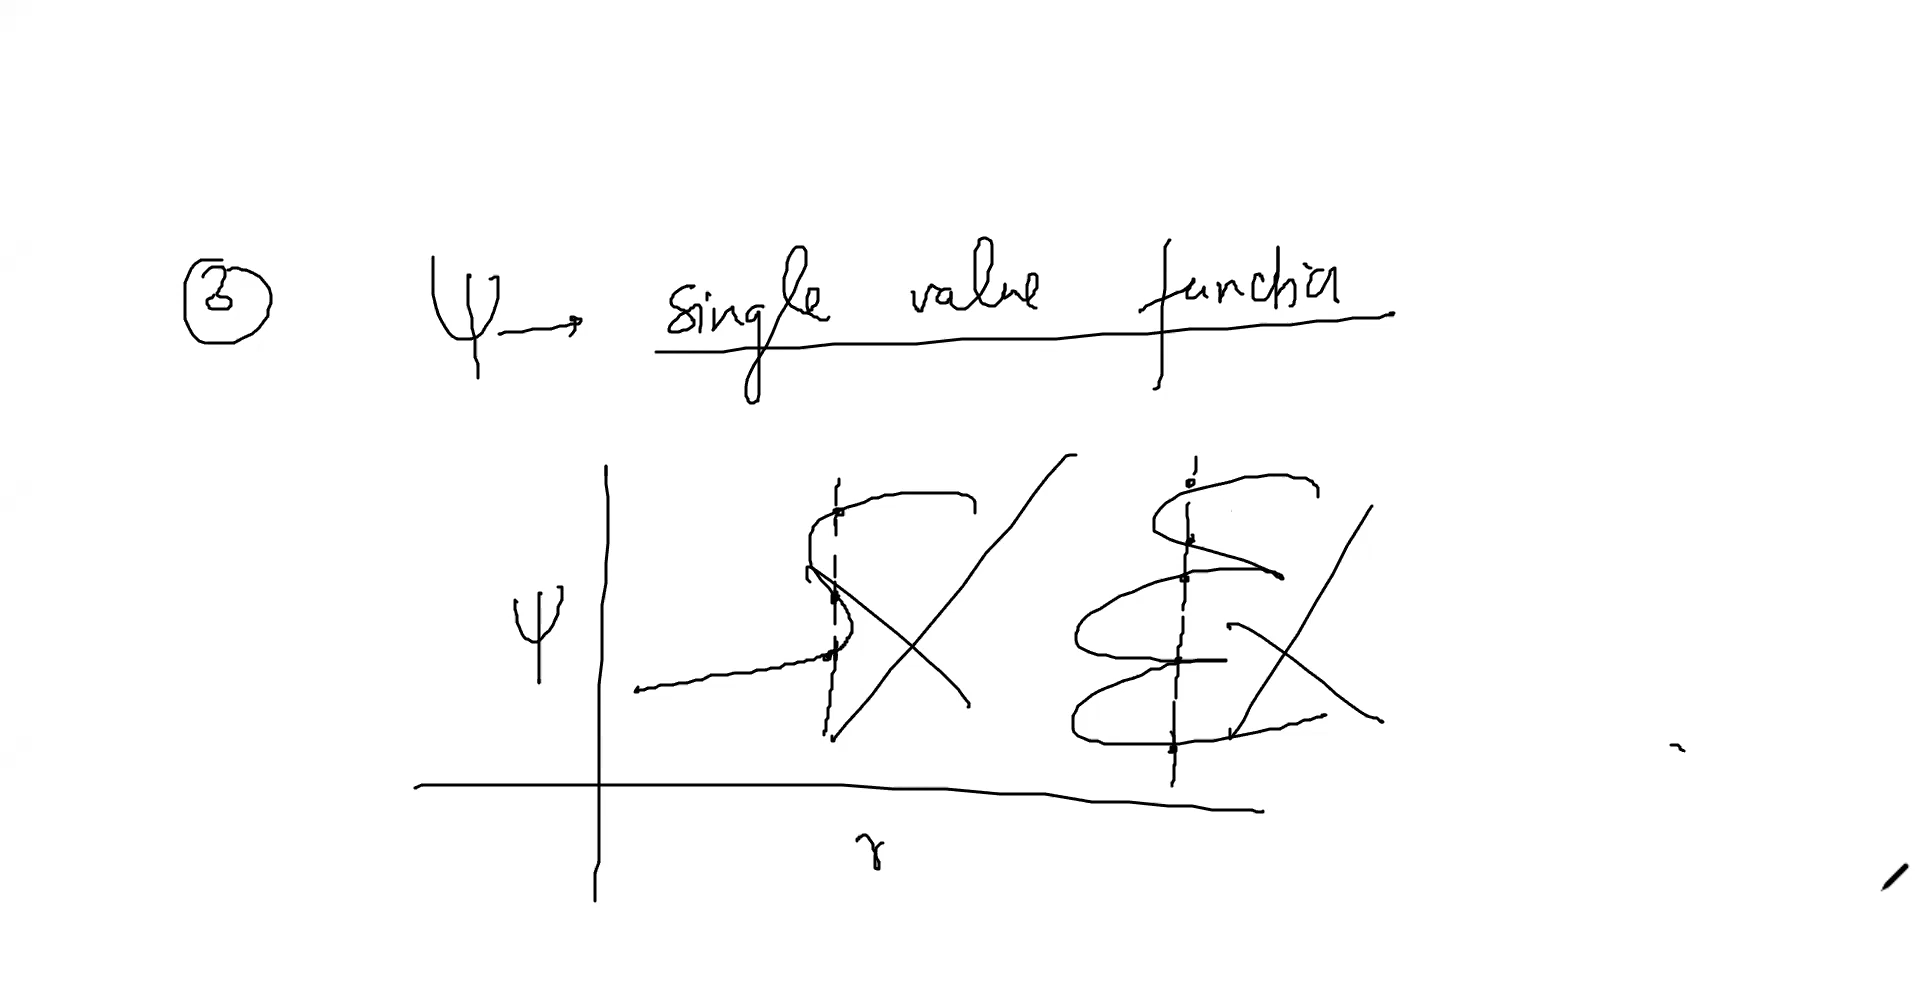 ③ ψ → single value function
ψ
r